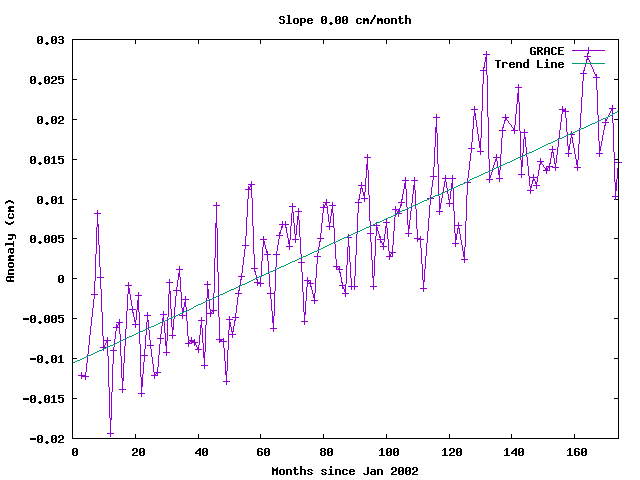 Slope 0.00 cm/month
GRACE
Trend Line
0.03
0.025
0.02
0.015
0.01
0.005
0
-0.005
-0.01
-0.015
-0.02
Anomaly (cm)
0 20 40 60 80 100 120 140 160
Months since Jan 2002